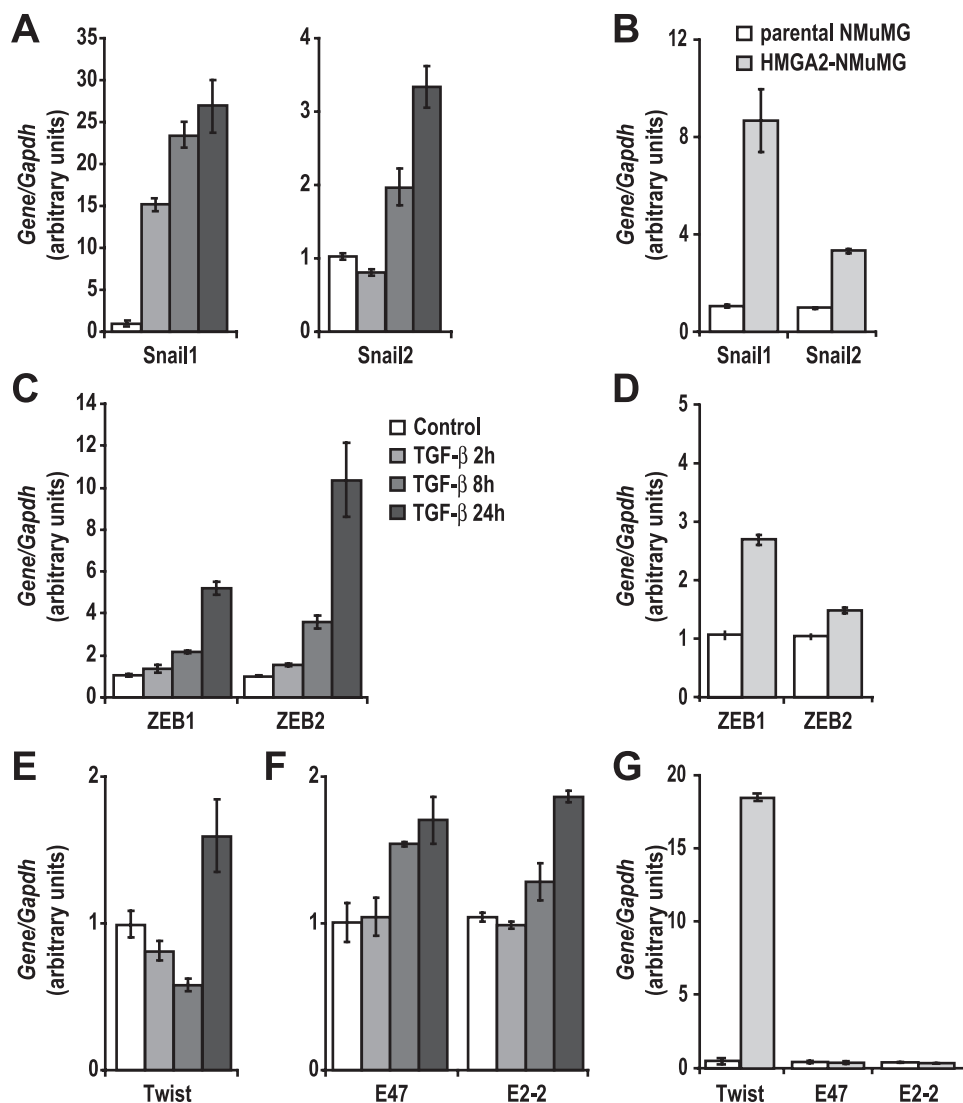 A
Gene/Gapdh
(arbitrary units)
35
30
25
20
15
10
5
0
Snail1
4
3
2
1
0
Snail2
B
parental NMuMG
HMGA2-NMuMG
Gene/Gapdh
(arbitrary units)
12
8
4
0
Snail1 Snail2
C
Gene/Gapdh
(arbitrary units)
14
12
10
8
6
4
2
0
ZEB1 ZEB2
Control
TGF-β 2h
TGF-β 8h
TGF-β 24h
D
Gene/Gapdh
(arbitrary units)
5
4
3
2
1
0
ZEB1 ZEB2
E
Gene/Gapdh
(arbitrary units)
2
1
0
Twist
F
2
1
0
E47 E2-2
G
Gene/Gapdh
(arbitrary units)
20
15
10
5
0
Twist E47 E2-2